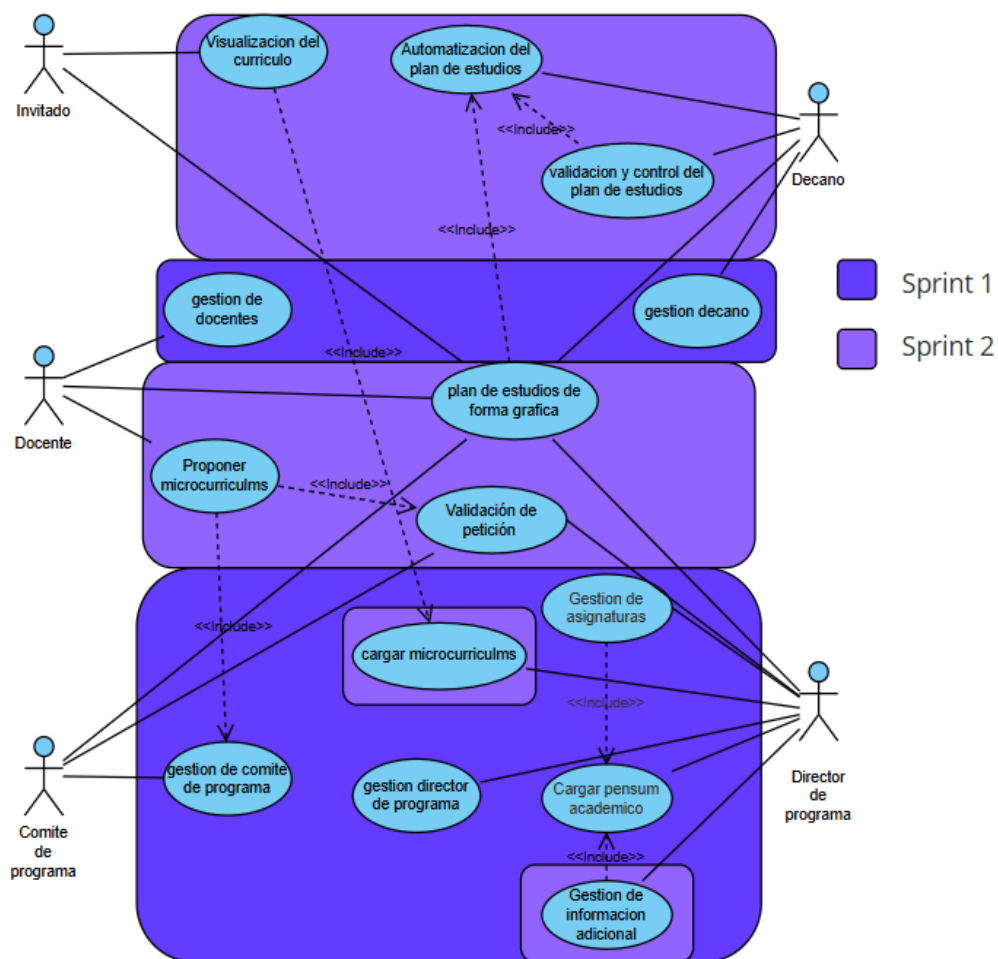 Visualizacion del
curriculo
Automatizacion del
plan de estudios
Invitado
<<Include>>
validacion y control del
plan de estudios
Decano
<<Include>>
gestion de
docentes
gestion decano
Sprint 1
Sprint 2
<<Include>>
plan de estudios de
forma grafica
Docente
Proponer
microcurriculms
<<Include>>
Validación de
petición
Gestion de
asignaturas
<<Include>>
cargar microcurriculms
<<Include>>
gestion de comite
de programa
gestion director
de programa
Cargar pensum
academico
Director
de
programa
Comite
de
programa
<<Include>>
Gestion de
informacion
adicional